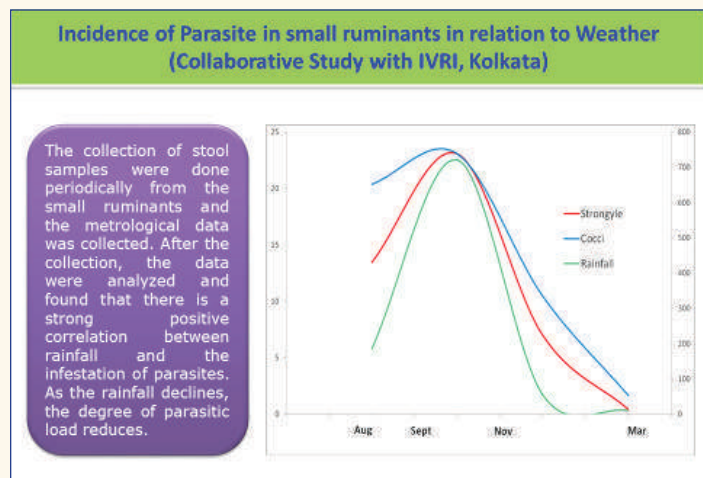 Incidence of Parasite in small ruminants in relation to Weather
(Collaborative Study with IVRI, Kolkata)
The collection of stool
samples were done
periodically from the
small ruminants and
the metrological data
was collected. After the
collection, the data
were analyzed and
found that there is a
strong positive
correlation between
rainfall and the
infestation of parasites.
As the rainfall declines,
the degree of parasitic
load reduces.
25
20
15
10
5
0
800
700
600
500
400
300
200
100
0
Strongyle
Cocci
Rainfall
Aug Sept Nov Mar